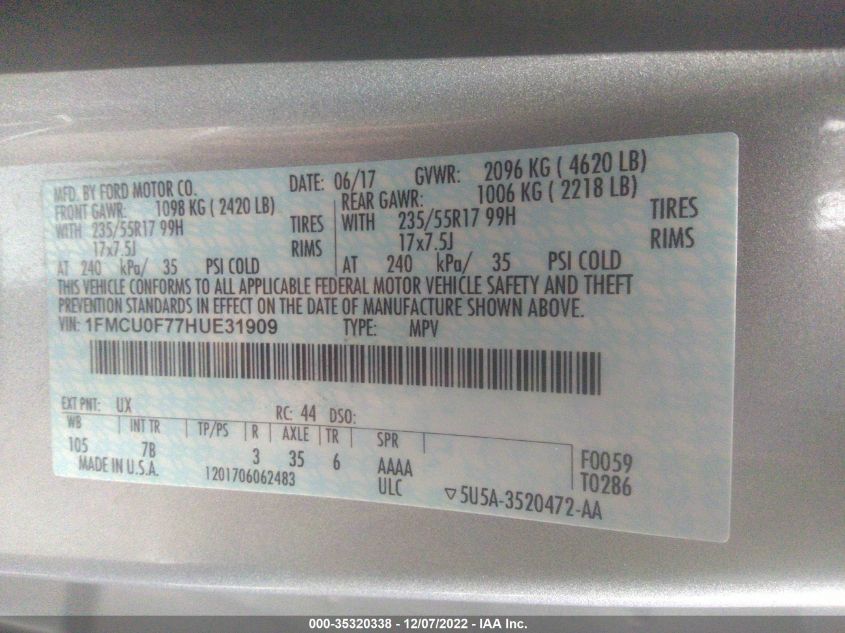 MFD. BY FORD MOTOR CO.
DATE: 06/17 GVWR: 2096 KG ( 4620 LB)
FRONT GAWR: 1098 KG ( 2420 LB)
REAR GAWR: 1006 KG ( 2218 LB)
WITH 235/55R17 99H TIRES
WITH 235/55R17 99H TIRES
17x7.5J RIMS
17x7.5J RIMS
AT 240 kPa/ 35 PSI COLD
AT 240 kPa/ 35 PSI COLD
THIS VEHICLE CONFORMS TO ALL APPLICABLE FEDERAL MOTOR VEHICLE SAFETY AND THEFT
PREVENTION STANDARDS IN EFFECT ON THE DATE OF MANUFACTURE SHOWN ABOVE.
VIN: 1FMCU0F77HUE31909 TYPE: MPV
EXT PNT: UX RC: 44 DSO:
WB INT TR TP/PS R AXLE TR SPR
105 7B 3 35 6 AAAA F0059
MADE IN U.S.A. 1201706062483 ULC T0286
▽5U5A-3520472-AA
000-35320338 - 12/07/2022 - IAA Inc.